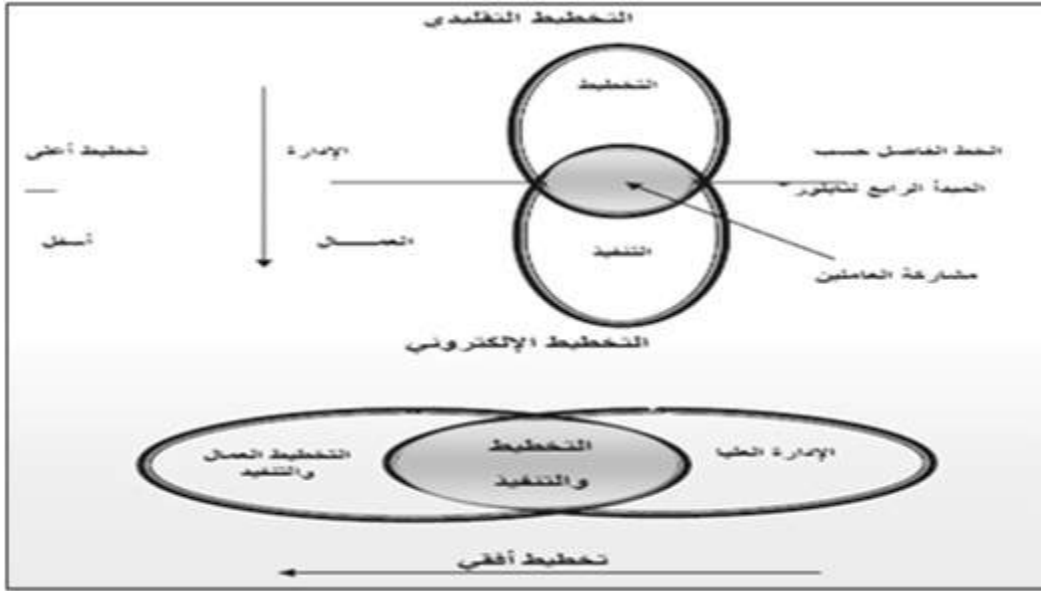 التخطيط التقليدي
التخطيط
الخط الفاصل حسب
المبدأ الرابع لتايلور
الإدارة
تخطيط أعلى
العمـــــال
أسفل
التنفيذ
مشاركة العاملين
التخطيط الإلكتروني
الإدارة العليا
التخطيط
والتنفيذ
التخطيط العمال
والتنفيذ
تخطيط أفقي